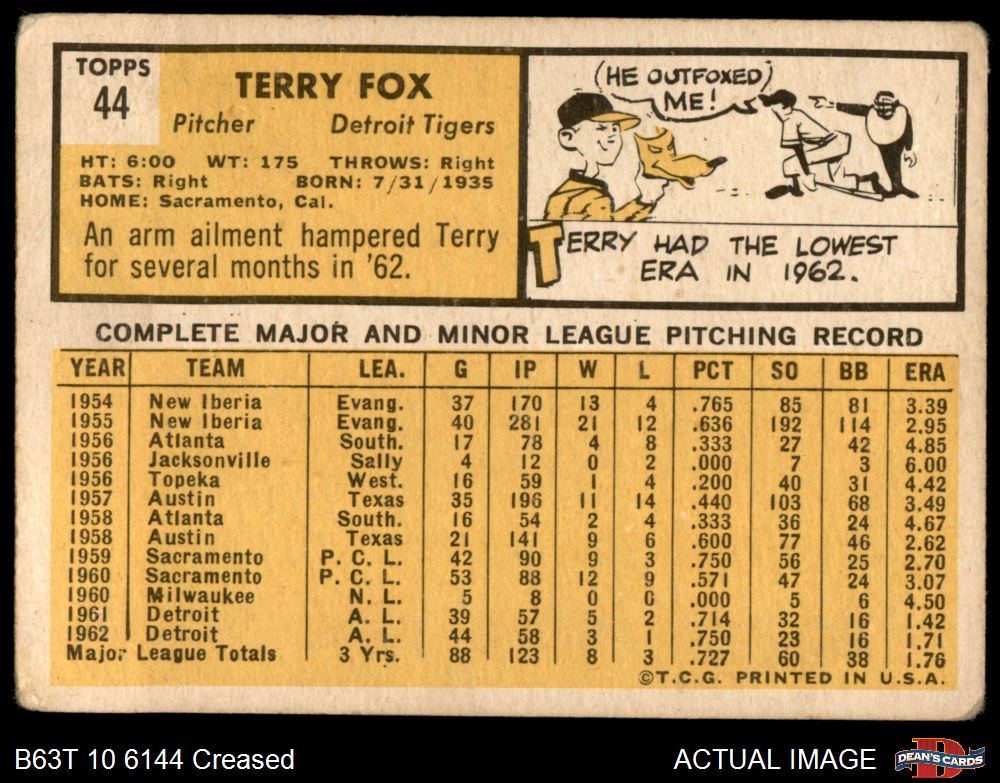 TOPPS
44
TERRY FOX
Pitcher Detroit Tigers
HT: 6:00 WT: 175 THROWS: Right
BATS: Right BORN: 7/31/1935
HOME: Sacramento, Cal.
An arm ailment hampered Terry
for several months in '62.
(HE OUTFOXED)
ME!
TERRY HAD THE LOWEST
ERA IN 1962.
COMPLETE MAJOR AND MINOR LEAGUE PITCHING RECORD
YEAR TEAM LEA. G IP W L PCT SO BB ERA
1954 New Iberia Evang. 37 170 13 4 .765 85 81 3.39
1955 New Iberia Evang. 40 281 21 12 .636 192 114 2.95
1956 Atlanta South. 17 78 4 8 .333 27 42 4.85
1956 Jacksonville Sally 4 12 0 2 .000 7 3 6.00
1956 Topeka West. 16 59 1 4 .200 40 31 4.42
1957 Austin Texas 35 196 11 14 .440 103 68 3.49
1958 Atlanta South. 16 54 2 4 .333 36 24 4.67
1958 Austin Texas 21 141 9 6 .600 77 46 2.62
1959 Sacramento P. C. L. 42 90 9 3 .750 56 25 2.70
1960 Sacramento P. C. L. 53 88 12 9 .571 47 24 3.07
1960 Milwaukee N. L. 5 8 0 0 .000 5 6 4.50
1961 Detroit A. L. 39 57 5 2 .714 32 16 1.42
1962 Detroit A. L. 44 58 3 1 .750 23 16 1.71
Major League Totals 3 Yrs. 88 123 8 3 .727 60 38 1.76
©T.C.G. PRINTED IN U.S.A.
B63T 10 6144 Creased ACTUAL IMAGE
D
DEAN'S CARDS